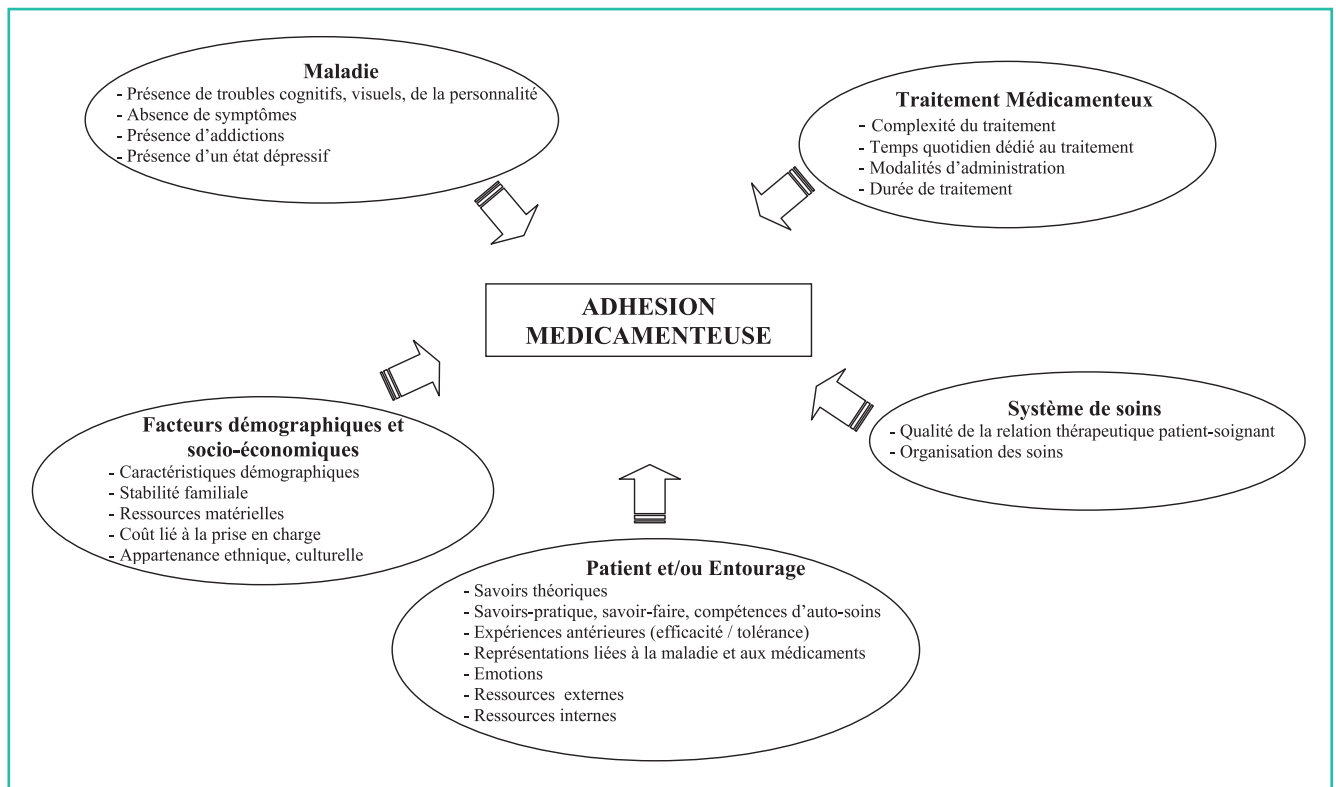 Maladie
- Présence de troubles cognitifs, visuels, de la personnalité
- Absence de symptômes
- Présence d'addictions
- Présence d'un état dépressif
Traitement Médicamenteux
- Complexité du traitement
- Temps quotidien dédié au traitement
- Modalités d'administration
- Durée de traitement
ADHESION
MEDICAMENTEUSE
Facteurs démographiques et
socio-économiques
- Caractéristiques démographiques
- Stabilité familiale
- Ressources matérielles
- Coût lié à la prise en charge
- Appartenance ethnique, culturelle
Système de soins
- Qualité de la relation thérapeutique patient-soignant
- Organisation des soins
Patient et/ou Entourage
- Savoirs théoriques
- Savoirs-pratique, savoir-faire, compétences d'auto-soins
- Expériences antérieures (efficacité / tolérance)
- Représentations liées à la maladie et aux médicaments
- Emotions
- Ressources externes
- Ressources internes